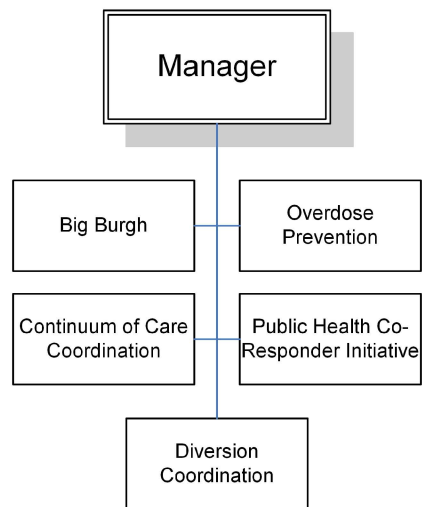 Manager
Big Burgh
Overdose
Prevention
Continuum of Care
Coordination
Public Health Co-
Responder Initiative
Diversion
Coordination